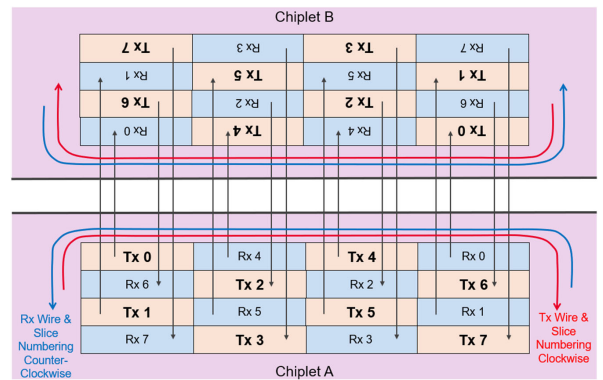 Chiplet B
Tx 7 Rx 3 Tx 3 Rx 7
Rx 1 Tx 5 Rx 5 Tx 1
Tx 6 Rx 2 Tx 2 Rx 6
Rx 0 Tx 4 Rx 4 Tx 0
Tx 0 Rx 4 Tx 4 Rx 0
Rx 6 Tx 2 Rx 2 Tx 6
Tx 1 Rx 5 Tx 5 Rx 1
Rx 7 Tx 3 Rx 3 Tx 7
Rx Wire &
Slice
Numbering
Counter-
Clockwise
Tx Wire &
Slice
Numbering
Clockwise
Chiplet A